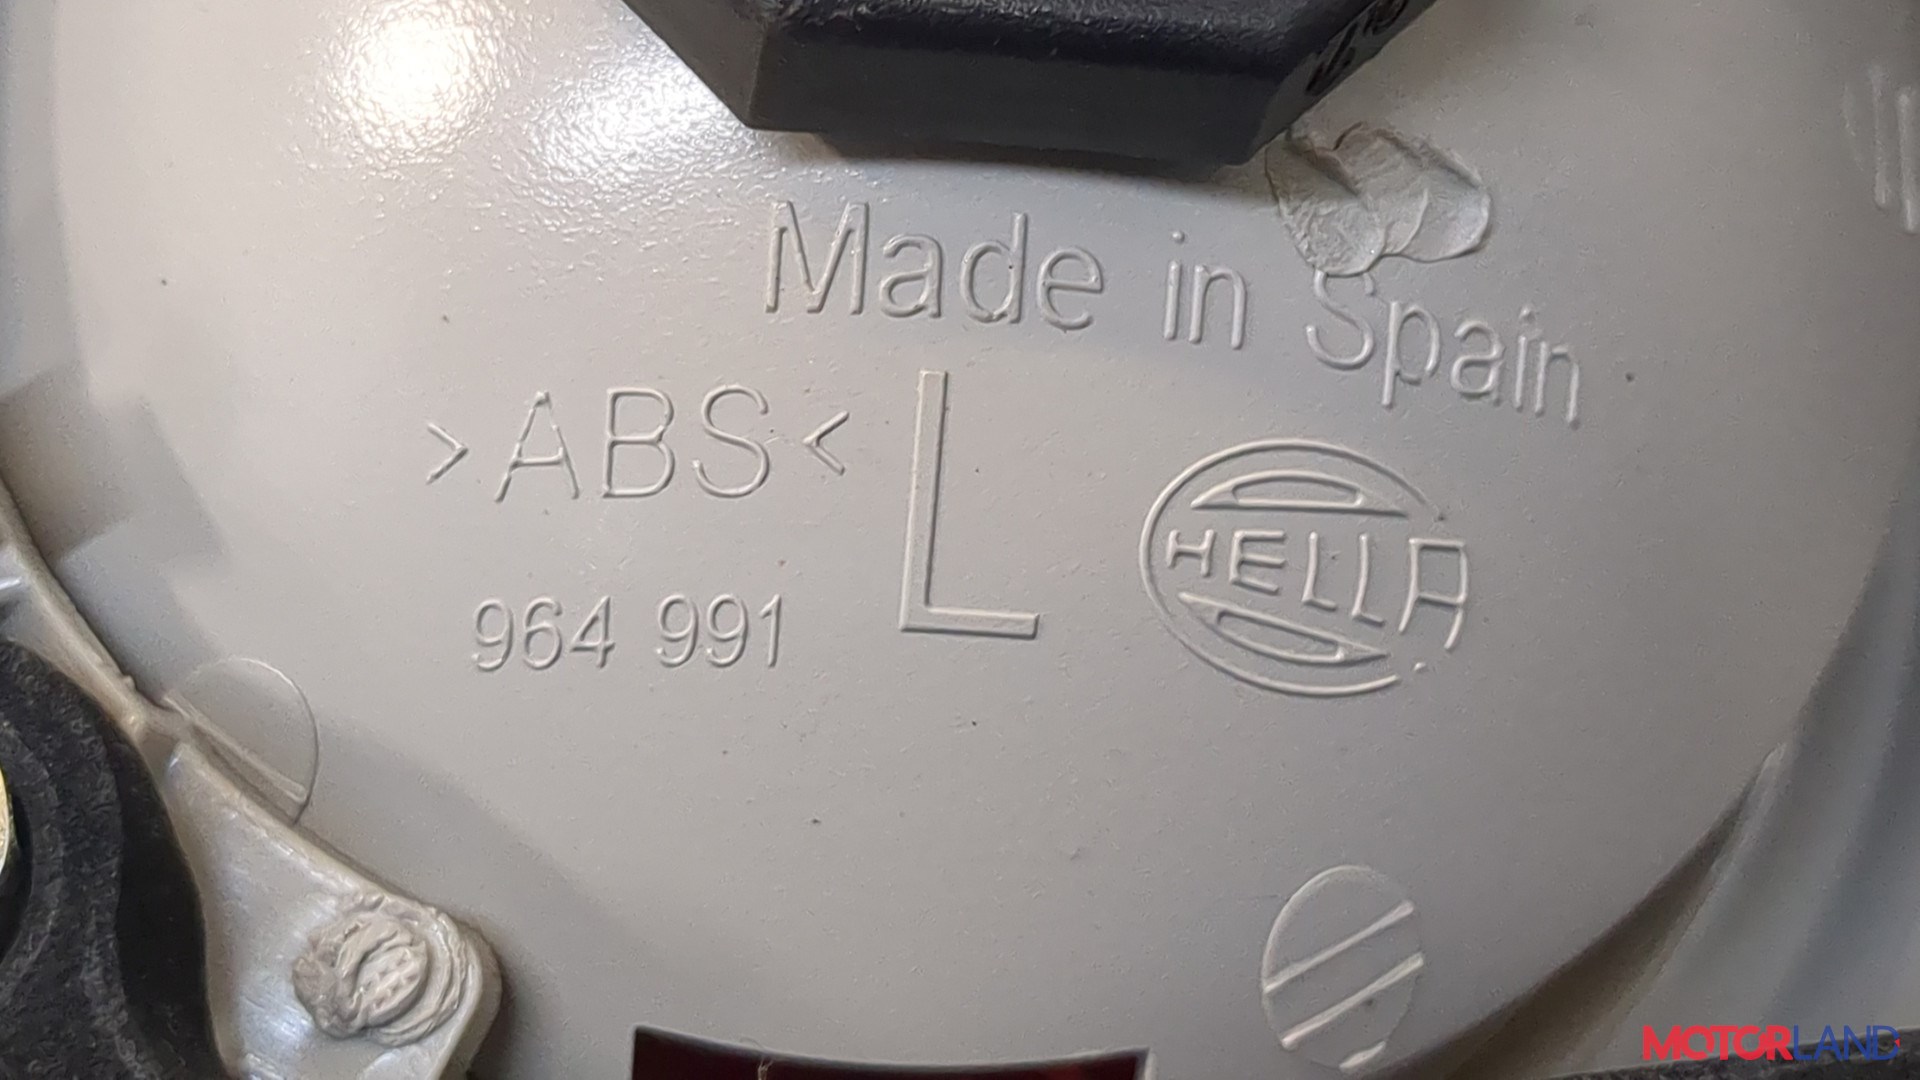 Made in Spain
>ABS<
L
HELLA
964 991
MOTORLAND